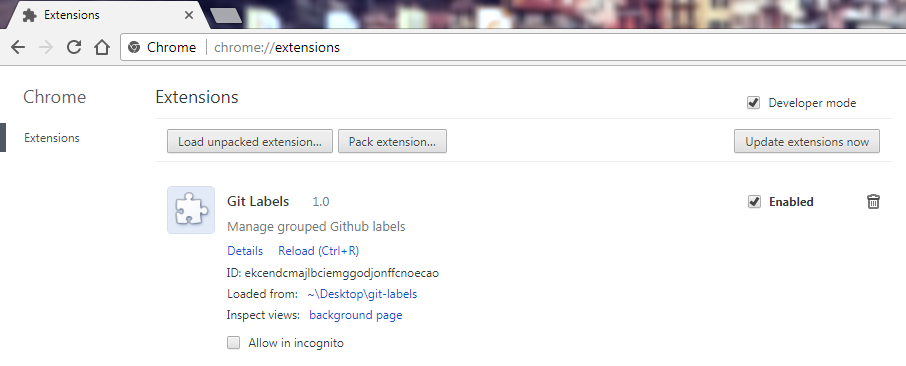 Extensions
Chrome chrome://extensions
Chrome
Extensions
Developer mode
Extensions
Load unpacked extension... Pack extension... Update extensions now
Git Labels 1.0 Enabled
Manage grouped Github labels
Details Reload (Ctrl+R)
ID: ekcendcmajlbciemggodjonffcnoecao
Loaded from: ~\Desktop\git-labels
Inspect views: background page
Allow in incognito